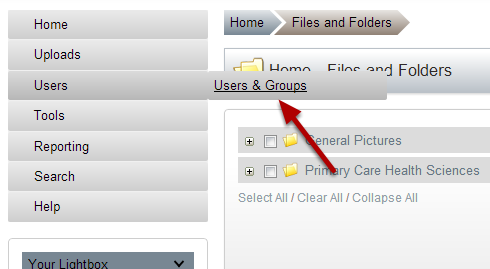 Home
Uploads
Users
Tools
Reporting
Search
Help
Your Lightbox
Home Files and Folders
Home Files and Folders
Users & Groups
General Pictures
Primary Care Health Sciences
Select All / Clear All / Collapse All